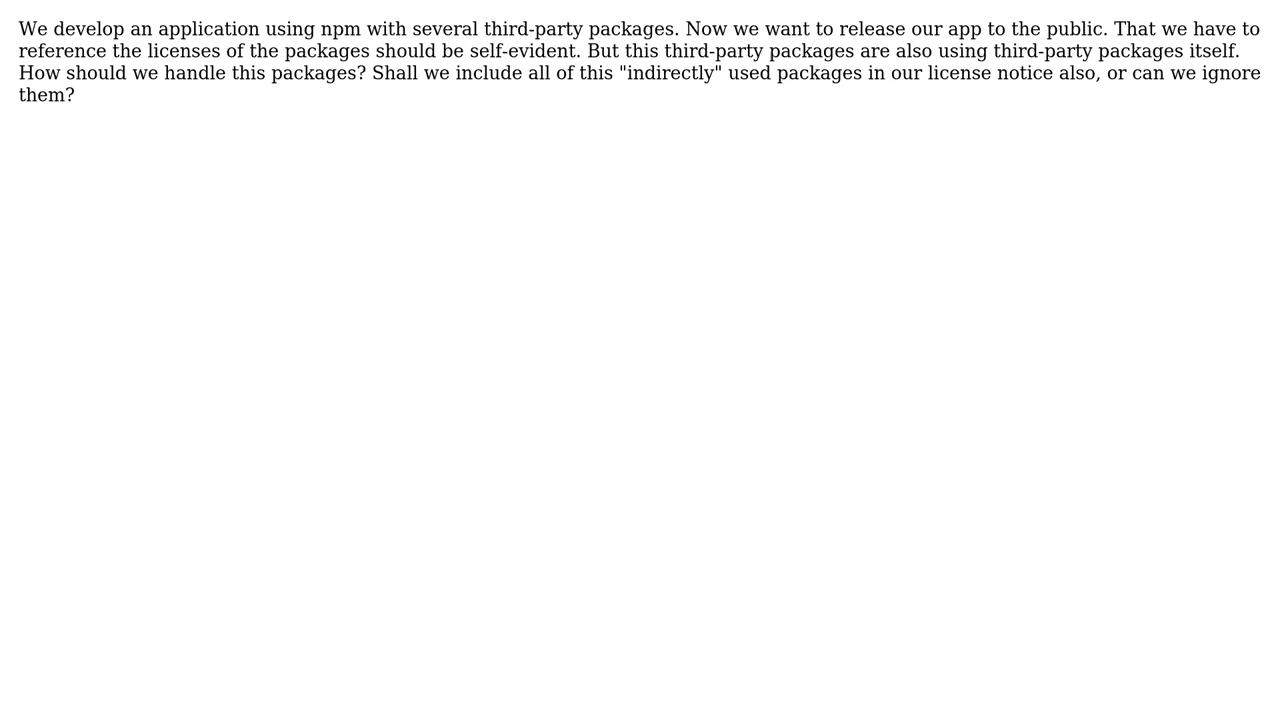 We develop an application using npm with several third-party packages. Now we want to release our app to the public. That we have to
reference the licenses of the packages should be self-evident. But this third-party packages are also using third-party packages itself.
How should we handle this packages? Shall we include all of this "indirectly" used packages in our license notice also, or can we ignore
them?